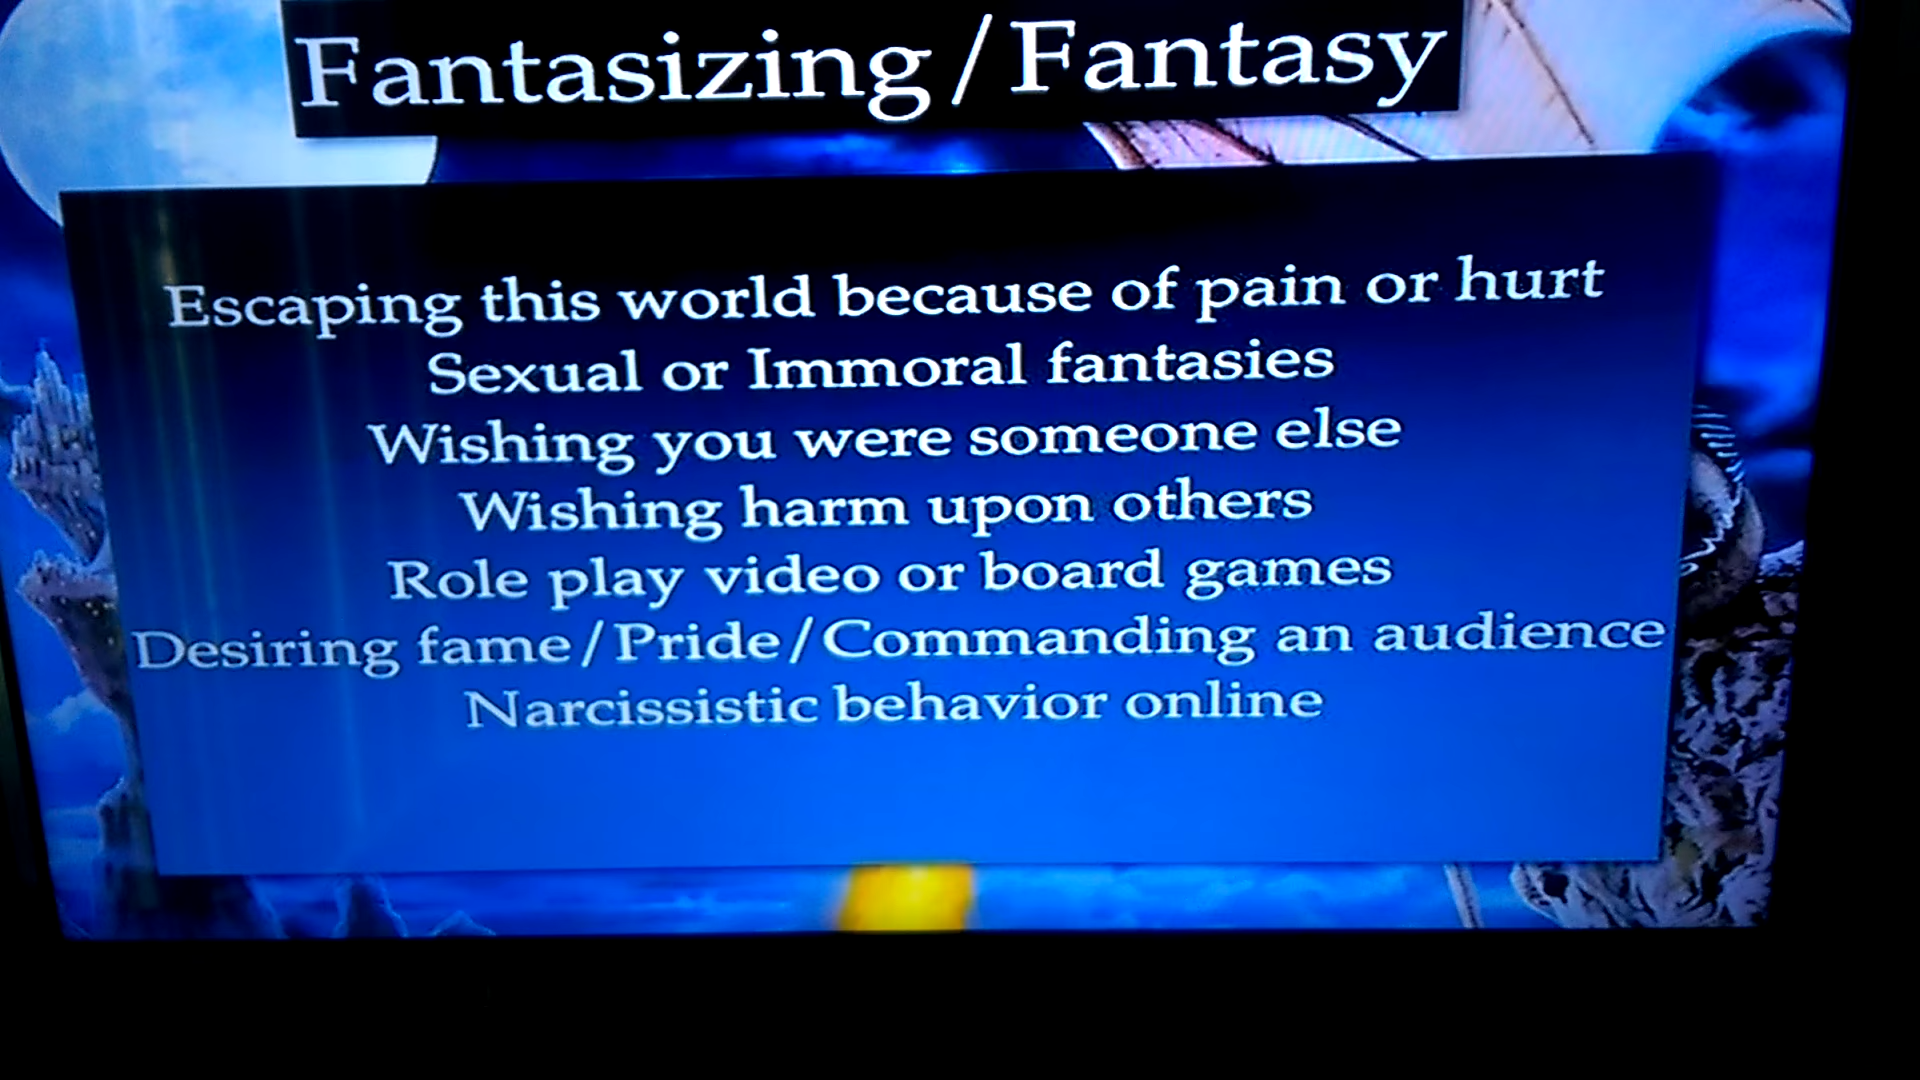 Fantasizing/Fantasy
Escaping this world because of pain or hurt
Sexual or Immoral fantasies
Wishing you were someone else
Wishing harm upon others
Role play video or board games
Desiring fame/Pride/Commanding an audience
Narcissistic behavior online